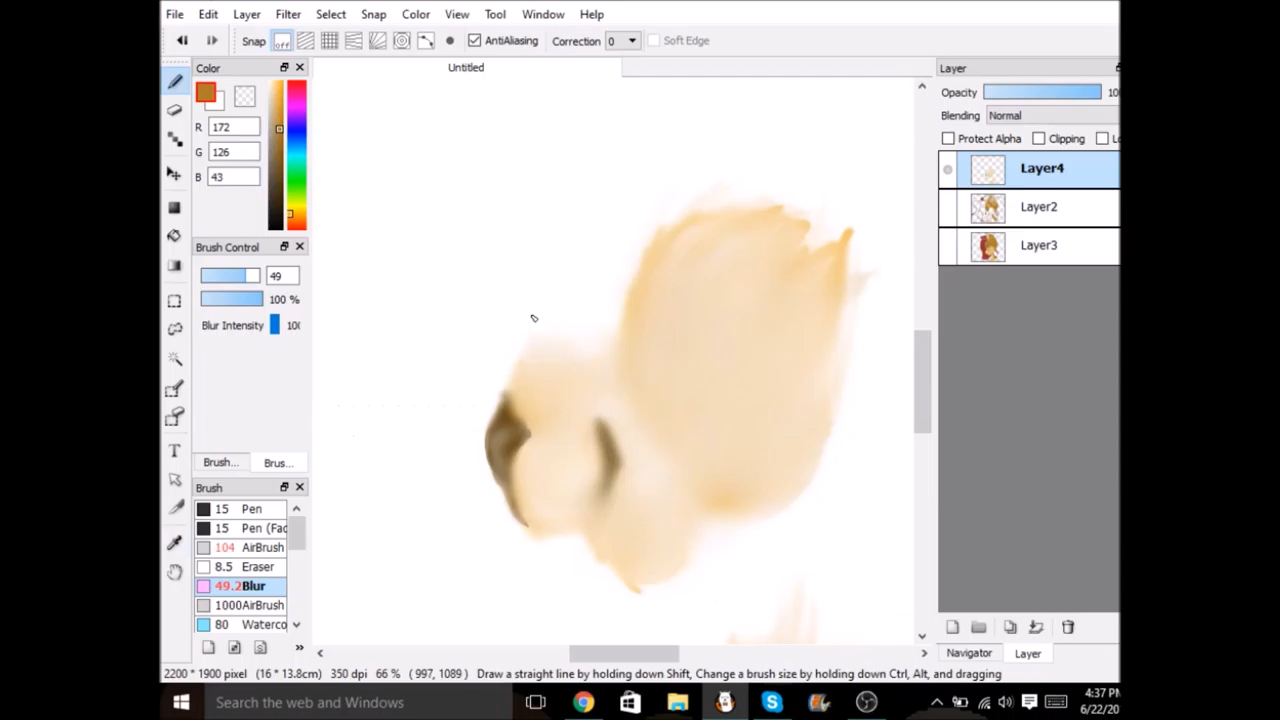 File Edit Layer Filter Select Snap Color View Tool Window Help
Snap off AntiAliasing Correction 0 Soft Edge
Color Untitled Layer
Opacity 10
Blending Normal
Protect Alpha Clipping Lo
R 172
G 126
B 43
Layer4
Layer2
Layer3
Brush Control
49
100 %
Blur Intensity 100
Brush... Brus...
Brush
15 Pen
15 Pen (Fad
104 AirBrush
8.5 Eraser
49.2 Blur
1000 AirBrush
80 Waterco
»
Navigator Layer
2200 * 1900 pixel (16 * 13.8cm) 350 dpi 66 % ( 997, 1089 ) Draw a straight line by holding down Shift, Change a brush size by holding down Ctrl, Alt, and dragging
Search the web and Windows
4:37 PM
6/22/20